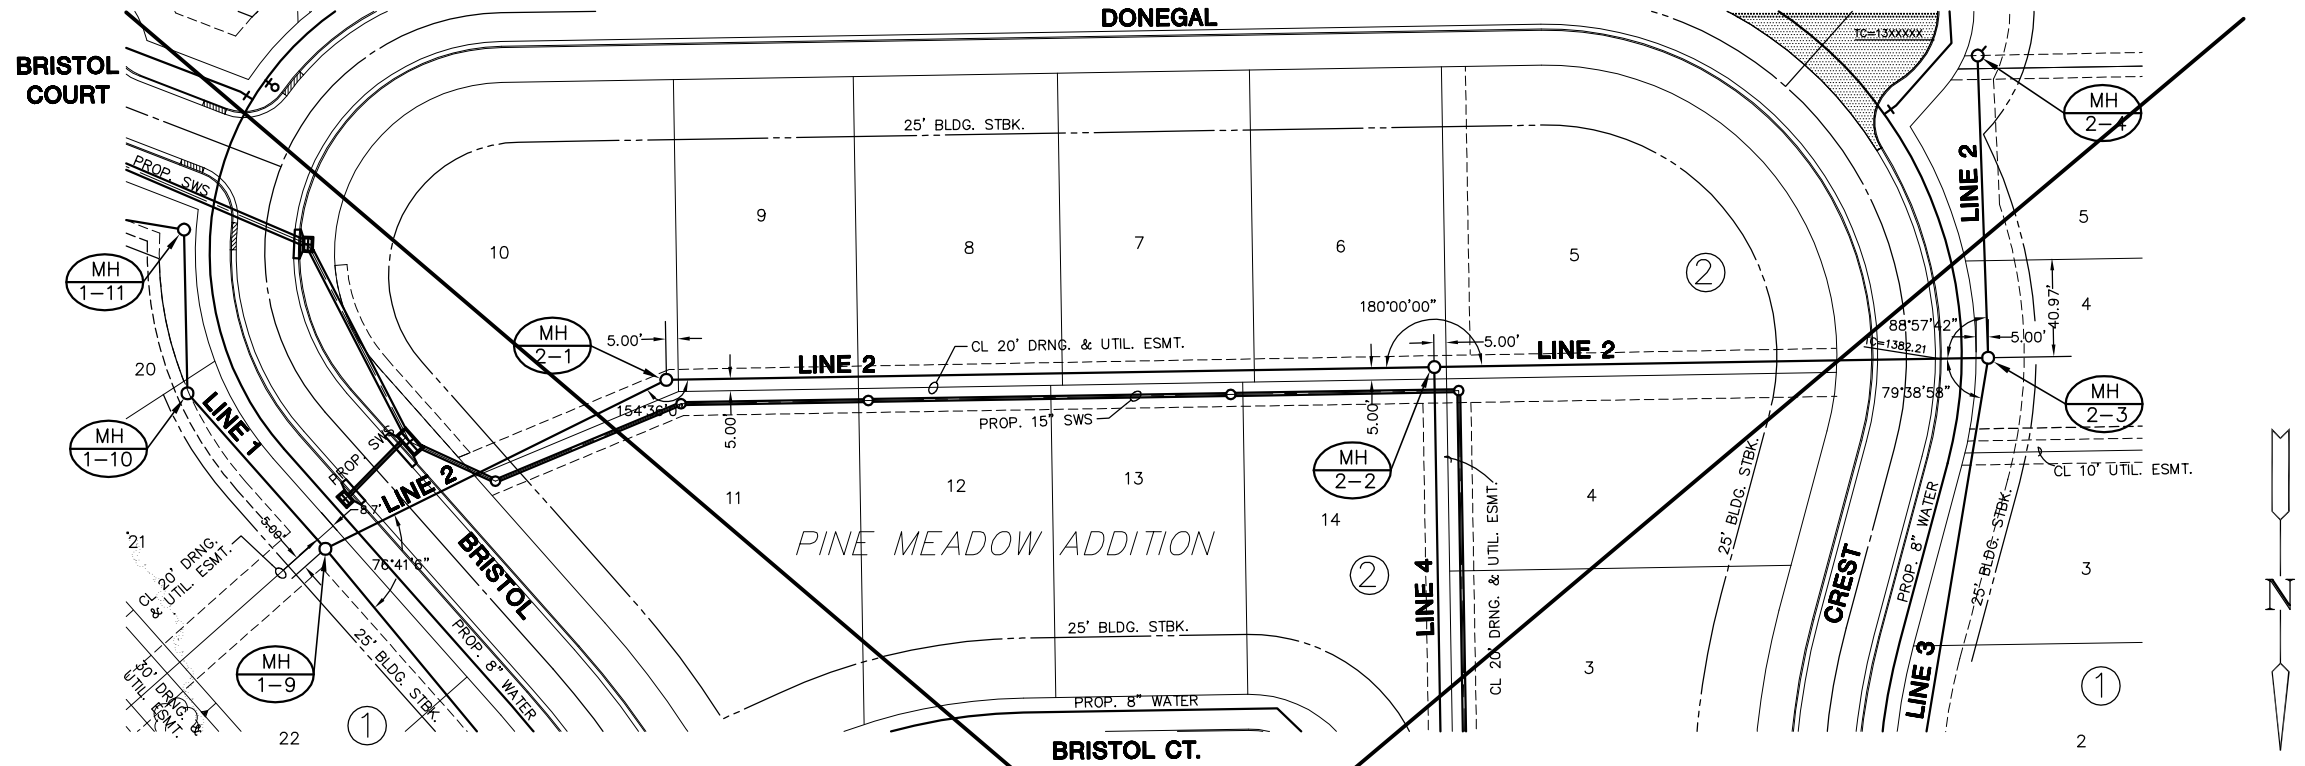 DONEGAL
BRISTOL
COURT
TC=13XXXXX
MH
2-4
25' BLDG. STBK.
PROP. SWS
LINE 2
9
10
8
7
6
5
2
5
MH
1-11
MH
2-1
5.00'
CL 20' DRNG. & UTIL. ESMT.
LINE 2
180°00'00"
5.00'
LINE 2
88°57'42"
TC=1382.21
5.00'
40.97'
4
20
154°36'0"
5.00'
PROP. 15" SWS
5.00'
79°38'58"
MH
2-3
LINE 1
MH
1-10
PROP. SWS
LINE 2
MH
2-2
CL 10' UTIL. ESMT.
11
12
13
14
4
25' BLDG. STBK.
PROP. 8" WATER
25' BLDG. STBK.
6.7'
5.00'
21
CL 20' DRNG.
& UTIL. ESMT.
76°41'6"
BRISTOL
PINE MEADOW ADDITION
2
LINE 4
CL 20' DRNG. & UTIL. ESMT.
CREST
3
N
MH
1-9
25' BLDG. STBK.
PROP. 8" WATER
25' BLDG. STBK.
3
LINE 3
1
30' DRNG. &
UTIL.
ESMT.
1
22
PROP. 8" WATER
BRISTOL CT.
2